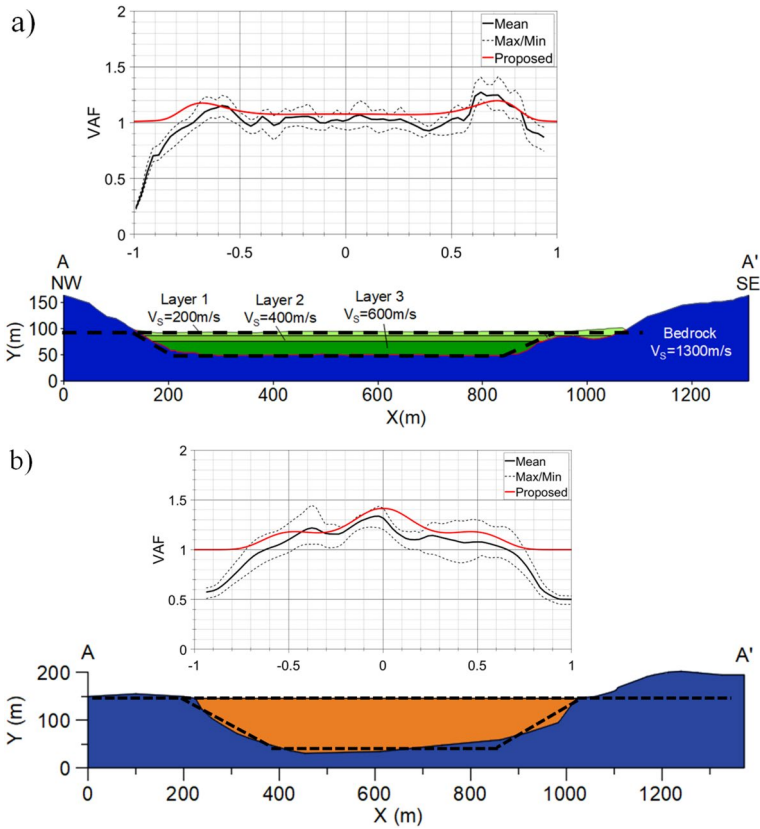 a)
2
1.5
1
0.5
0
VAF
Mean
Max/Min
Proposed
-1 -0.5 0 0.5 1
A
NW
A'
SE
Layer 1
VS=200m/s
Layer 2
VS=400m/s
Layer 3
VS=600m/s
Bedrock
VS=1300m/s
150
100
50
0
Y(m)
0 200 400 600 800 1000 1200
X(m)
b)
2
1.5
1
0.5
0
VAF
Mean
Max/Min
Proposed
-1 -0.5 0 0.5 1
A
A'
200
100
0
Y (m)
0 200 400 600 800 1000 1200
X (m)